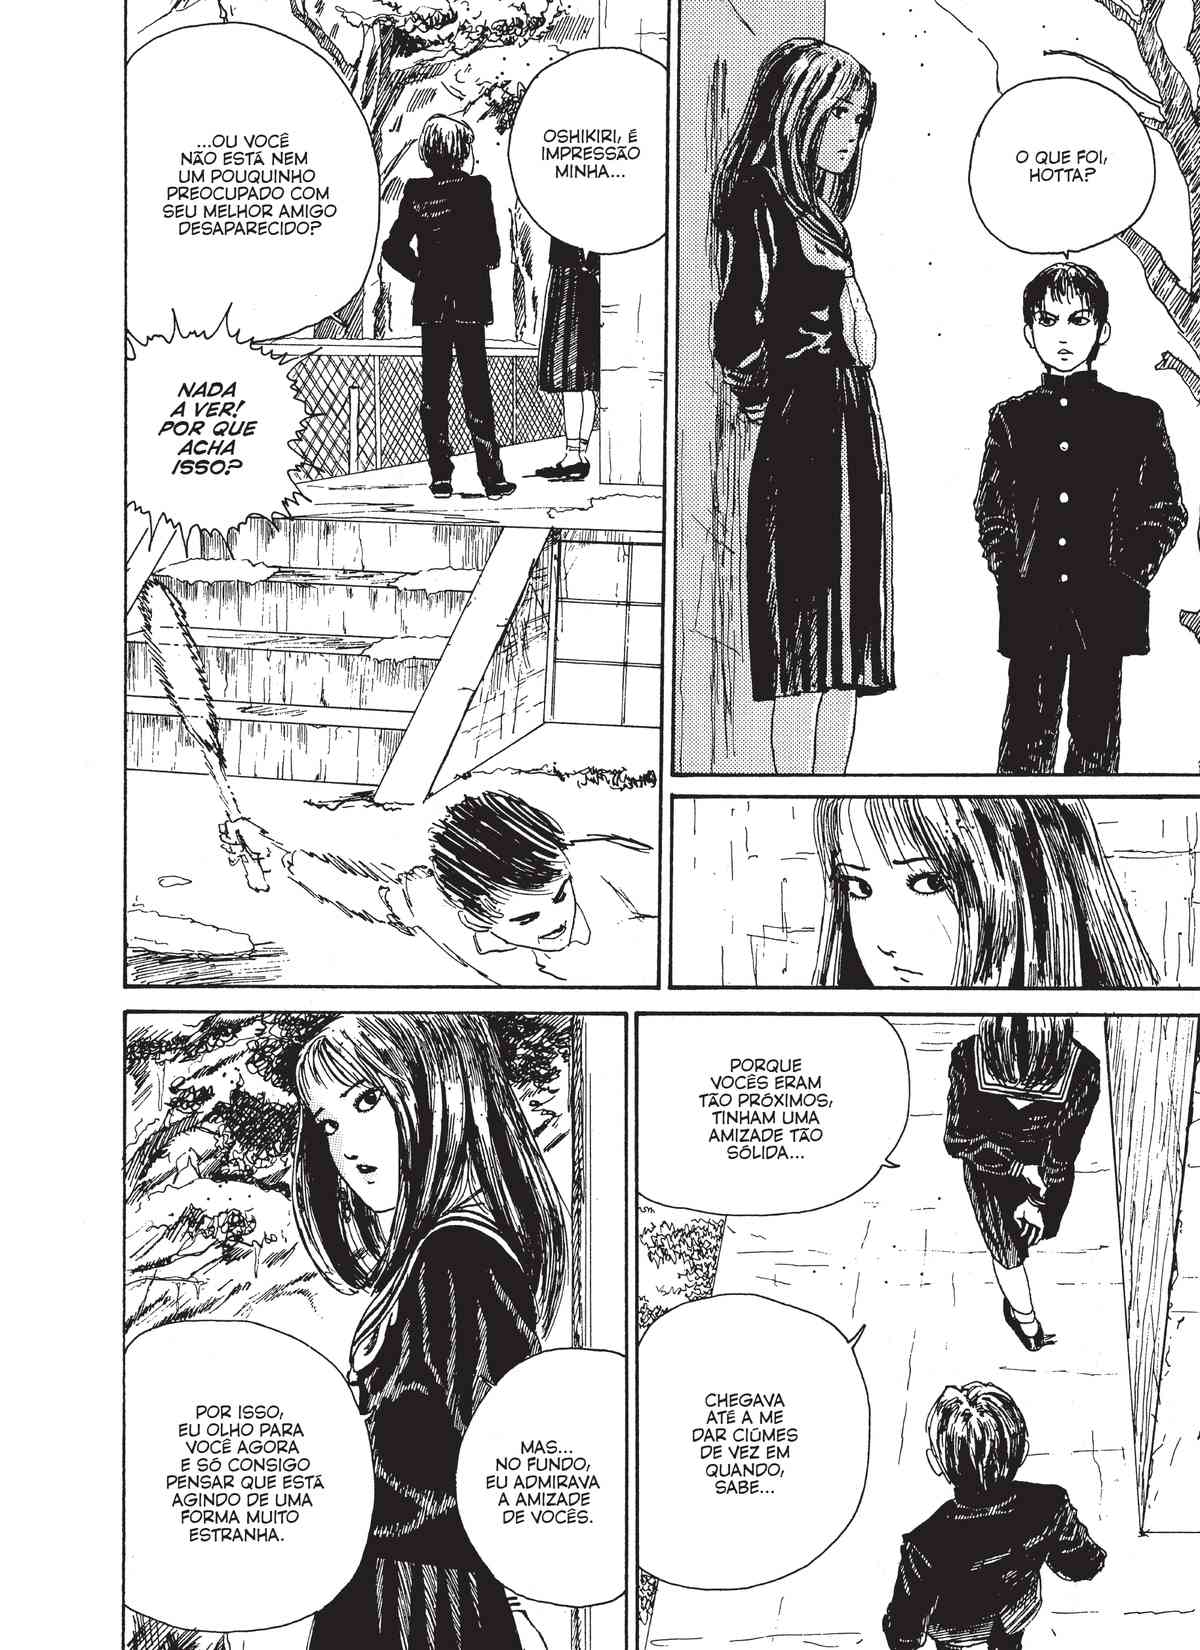 O QUE FOI,
HOTTA?
OSHIKIRI, É
IMPRESSÃO
MINHA...
...OU VOCÊ
NÃO ESTÁ NEM
UM POUQUINHO
PREOCUPADO COM
SEU MELHOR AMIGO
DESAPARECIDO?
NADA
A VER!
POR QUE
ACHA
ISSO?
PORQUE
VOCÊS ERAM
TÃO PRÓXIMOS,
TINHAM UMA
AMIZADE TÃO
SÓLIDA...
CHEGAVA
ATÉ A ME
DAR CIÚMES
DE VEZ EM
QUANDO,
SABE...
MAS...
NO FUNDO,
EU ADMIRAVA
A AMIZADE
DE VOCÊS.
POR ISSO,
EU OLHO PARA
VOCÊ AGORA
E SÓ CONSIGO
PENSAR QUE ESTÁ
AGINDO DE UMA
FORMA MUITO
ESTRANHA.